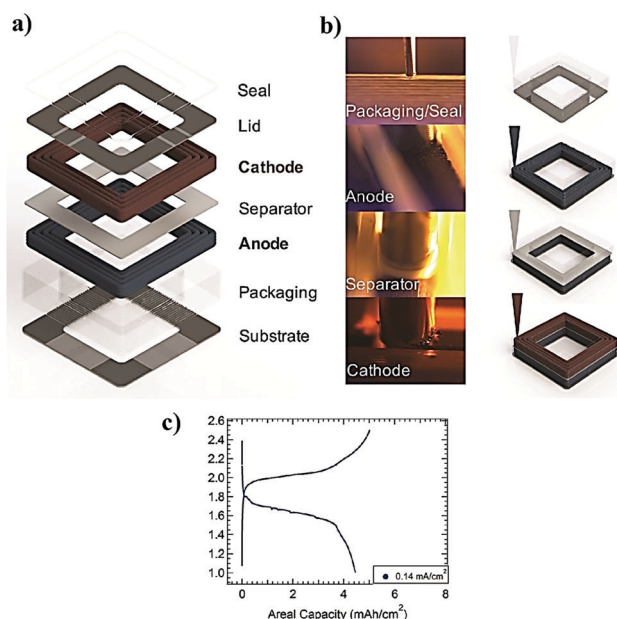 a)
Seal
Lid
Cathode
Separator
Anode
Packaging
Substrate
b)
Packaging/Seal
Anode
Separator
Cathode
c)
2.6
2.4
2.2
2.0
1.8
1.6
1.4
1.2
1.0
0.14 mA/cm²
0 2 4 6 8
Areal Capacity (mAh/cm²)